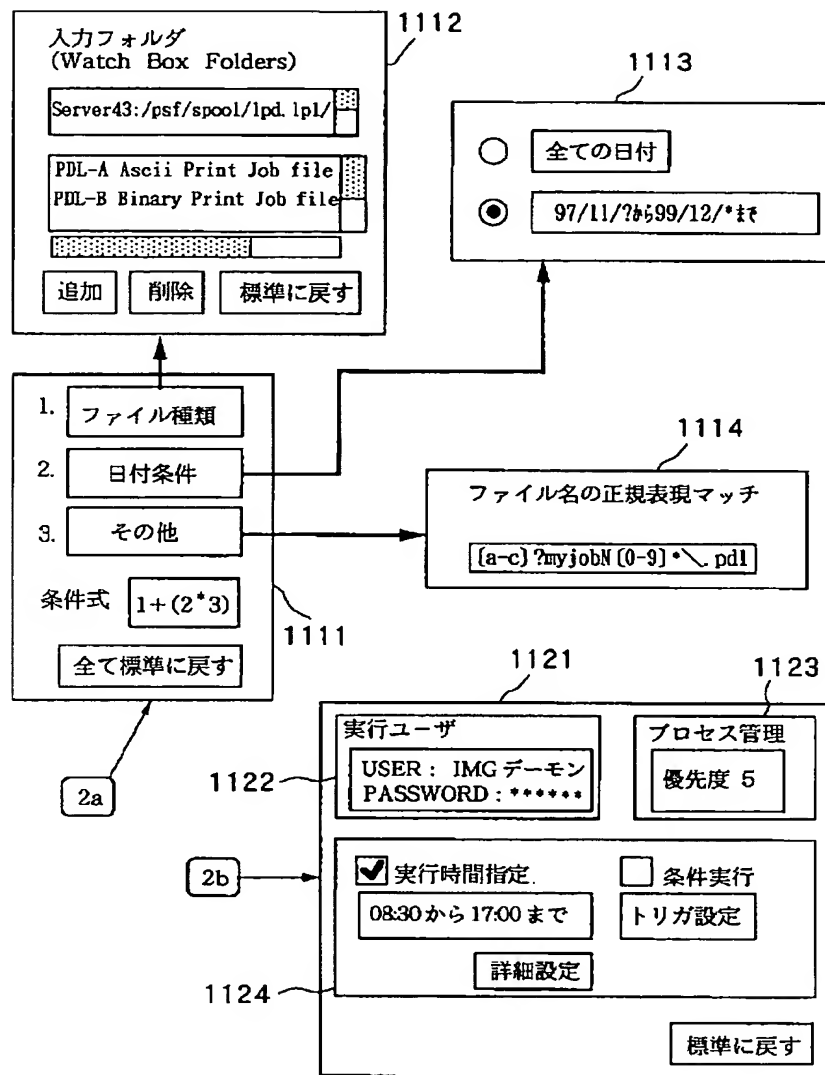 入力フォルダ
(Watch Box Folders)
1112
Server43:/psf/spool/lpd.lpl/
PDL-A Ascii Print Job file
PDL-B Binary Print Job file
追加 削除 標準に戻す
1113
全ての日付
97/11/?から99/12/*まで
1. ファイル種類
2. 日付条件
3. その他
条件式 1+(2*3)
全て標準に戻す
1111
2a
1114
ファイル名の正規表現マッチ
[a-c]?myjobN[0-9]*\.pdl
1121
1123
実行ユーザ
1122
USER: IMGデーモン
PASSWORD:******
プロセス管理
優先度 5
2b
実行時間指定
条件実行
08:30から17:00まで
トリガ設定
詳細設定
1124
標準に戻す